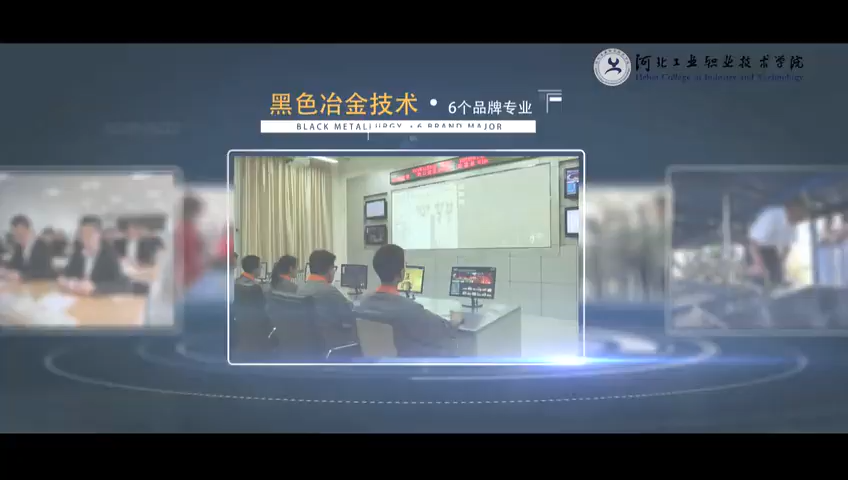 河北工业职业技术学院
Hebei College of Industry and Technology
黑色冶金技术 • 6个品牌专业
BLACK METALLURGY • 6 BRAND MAJOR